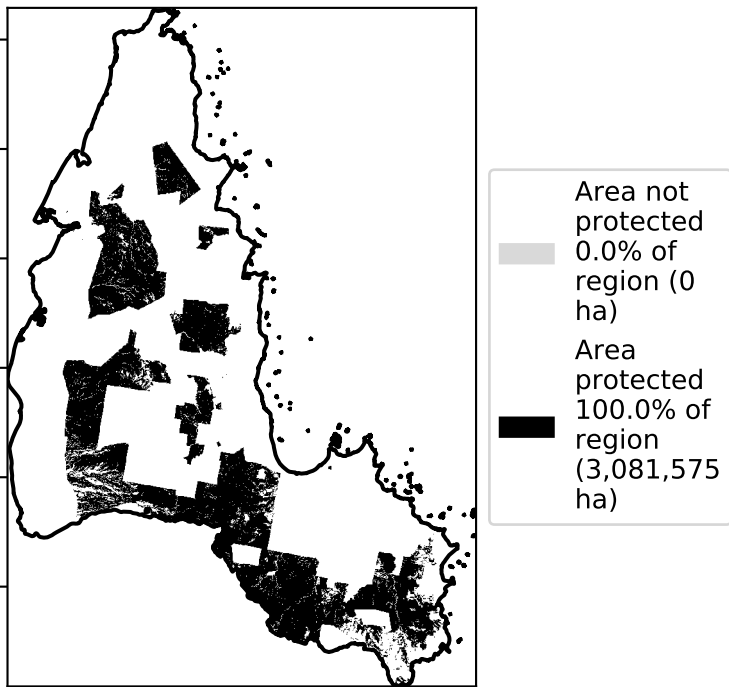 Area not
protected
0.0% of
region (0
ha)
Area
protected
100.0% of
region
(3,081,575
ha)